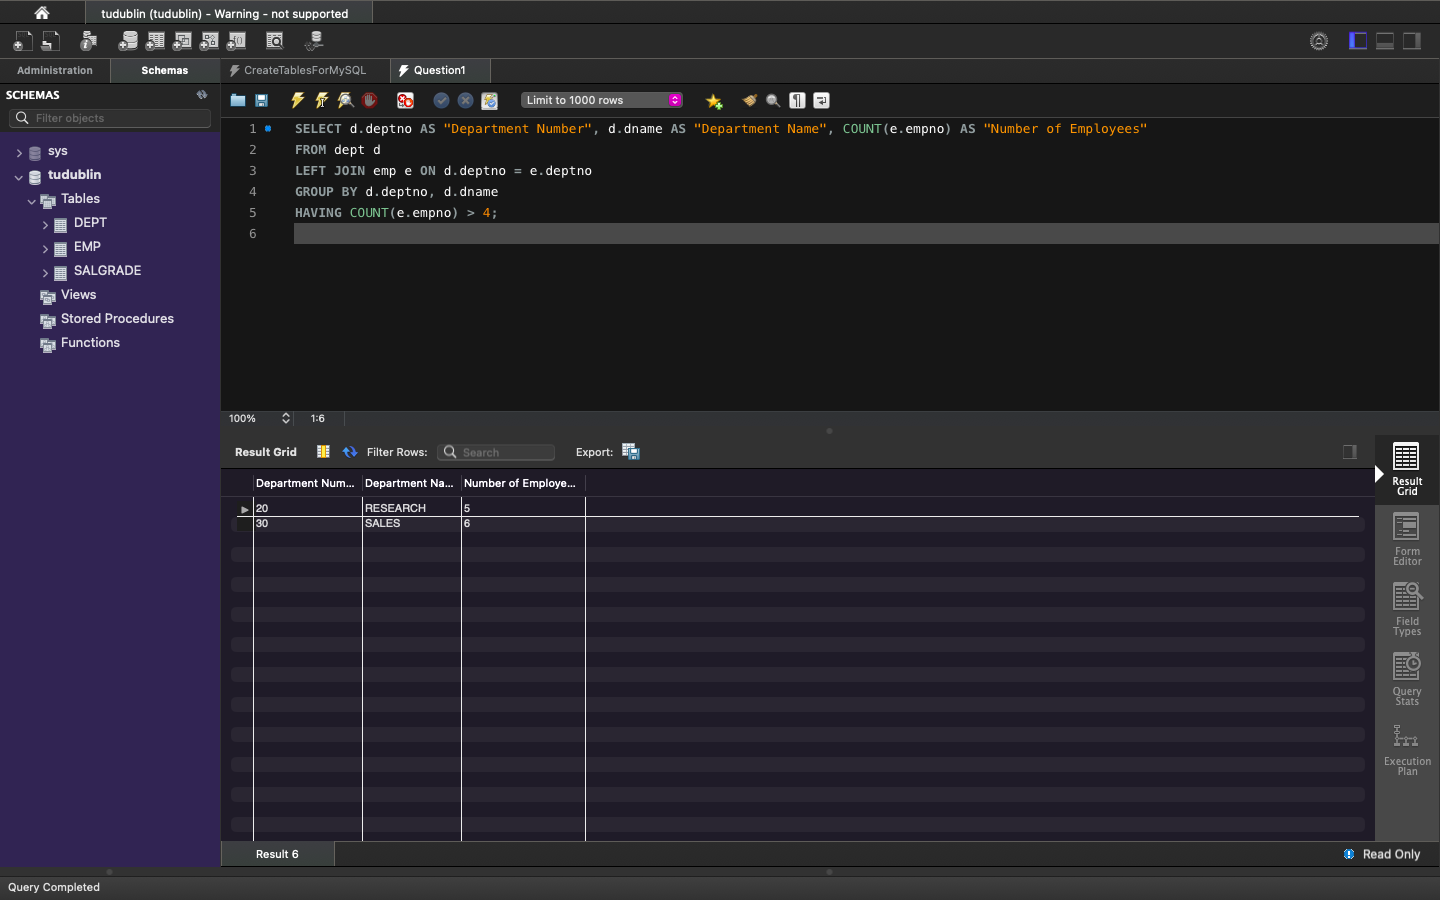 tudublin (tudublin) - Warning - not supported
Administration
Schemas
CreateTablesForMySQL
Question1
SCHEMAS
Filter objects
sys
tudublin
Tables
DEPT
EMP
SALGRADE
Views
Stored Procedures
Functions
Limit to 1000 rows
1 SELECT d.deptno AS "Department Number", d.dname AS "Department Name", COUNT(e.empno) AS "Number of Employees"
2 FROM dept d
3 LEFT JOIN emp e ON d.deptno = e.deptno
4 GROUP BY d.deptno, d.dname
5 HAVING COUNT(e.empno) > 4;
6
100% 1:6
Result Grid Filter Rows: Search Export:
Department Num... Department Na... Number of Employe...
20 RESEARCH 5
30 SALES 6
Result
Grid
Form
Editor
Field
Types
Query
Stats
Execution
Plan
Result 6
Read Only
Query Completed